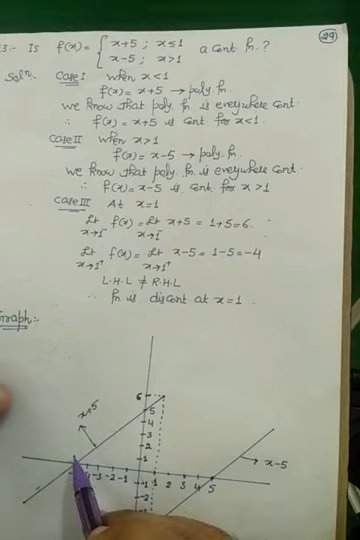 29
3.- Is f(x) = { x+5 ; x≤1
x-5 ; x>1 a Cont fn. ?
Soln. Case I when x<1
f(x) = x+5 → poly. fn.
We know that poly. fn. is everywhere Cont.
∴ f(x) = x+5 is Cont for x<1.
Case II when x>1
f(x) = x-5 → poly fn.
We know that poly. fn. is everywhere Cont.
∴ f(x) = x-5 is Cont. for x>1
Case III At x=1
Lt f(x) = Lt x+5 = 1+5=6.
x→1⁻ x→1⁻
Lt f(x) = Lt x-5 = 1-5=-4
x→1⁺ x→1⁺
L.H.L ≠ R.H.L
∴ fn is discont at x=1.
Graph:-
6
5
4
3
2
1
x+5
x-5
-4 -3 -2 -1 1 2 3 4 5
-1
-2